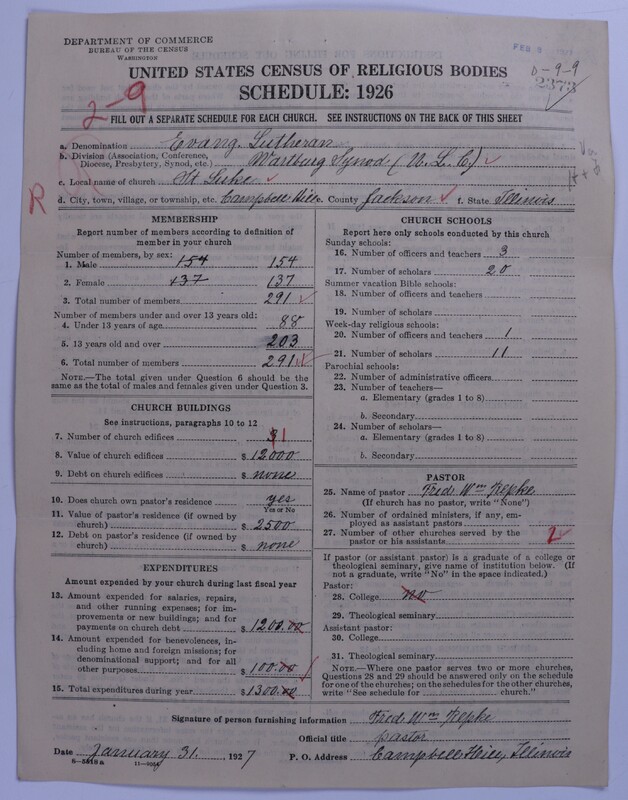 DEPARTMENT OF COMMERCE
BUREAU OF THE CENSUS
WASHINGTON
FEB
UNITED STATES CENSUS OF RELIGIOUS BODIES
SCHEDULE: 1926
0-9-9
2373
2-9
R
FILL OUT A SEPARATE SCHEDULE FOR EACH CHURCH. SEE INSTRUCTIONS ON THE BACK OF THIS SHEET
a. Denomination Evang. Lutheran
b. Division (Association, Conference, Diocese, Presbytery, Synod, etc.) Wartburg Synod (U. L. C.)
c. Local name of church St Luke
d. City, town, village, or township, etc. Campbell Hill County Jackson f. State Illinois
MEMBERSHIP
Report number of members according to definition of
member in your church
Number of members, by sex:
1. Male 154 154
2. Female 137 137
3. Total number of members 291
Number of members under and over 13 years old:
4. Under 13 years of age 88
5. 13 years old and over 203
6. Total number of members 291
NOTE.—The total given under Question 6 should be the
same as the total of males and females given under Question 3.
CHURCH BUILDINGS
See instructions, paragraphs 10 to 12
7. Number of church edifices 1
8. Value of church edifices $ 12000
9. Debt on church edifices $ none
10. Does church own pastor's residence yes
Yes or No
11. Value of pastor's residence (if owned by
church) $ 2500
12. Debt on pastor's residence (if owned by
church) $ none
EXPENDITURES
Amount expended by your church during last fiscal year
13. Amount expended for salaries, repairs,
and other running expenses; for im-
provements or new buildings; and for
payments on church debt $ 1200.00
14. Amount expended for benevolences, in-
cluding home and foreign missions; for
denominational support; and for all
other purposes $ 100.00
15. Total expenditures during year $ 1300.00
CHURCH SCHOOLS
Report here only schools conducted by this church
Sunday schools:
16. Number of officers and teachers 3
17. Number of scholars 20
Summer vacation Bible schools:
18. Number of officers and teachers
19. Number of scholars
Week-day religious schools:
20. Number of officers and teachers 1
21. Number of scholars 11
Parochial schools:
22. Number of administrative officers
23. Number of teachers—
a. Elementary (grades 1 to 8)
b. Secondary
24. Number of scholars—
a. Elementary (grades 1 to 8)
b. Secondary
PASTOR
25. Name of pastor Fred. Wm Kepke
(If church has no pastor, write "None")
26. Number of ordained ministers, if any, em-
ployed as assistant pastors
27. Number of other churches served by the
pastor or his assistants 2
If pastor (or assistant pastor) is a graduate of a college or
theological seminary, give name of institution below. (If
not a graduate, write "No" in the space indicated.)
Pastor:
28. College no
29. Theological seminary
Assistant pastor:
30. College
31. Theological seminary
NOTE.—Where one pastor serves two or more churches,
Questions 28 and 29 should be answered only on the schedule
for one of the churches; on the schedules for the other churches,
write "See schedule for church."
Signature of person furnishing information Fred. Wm Kepke
Official title pastor
Date January 31. 1927 P. O. Address Campbell Hill, Illinois